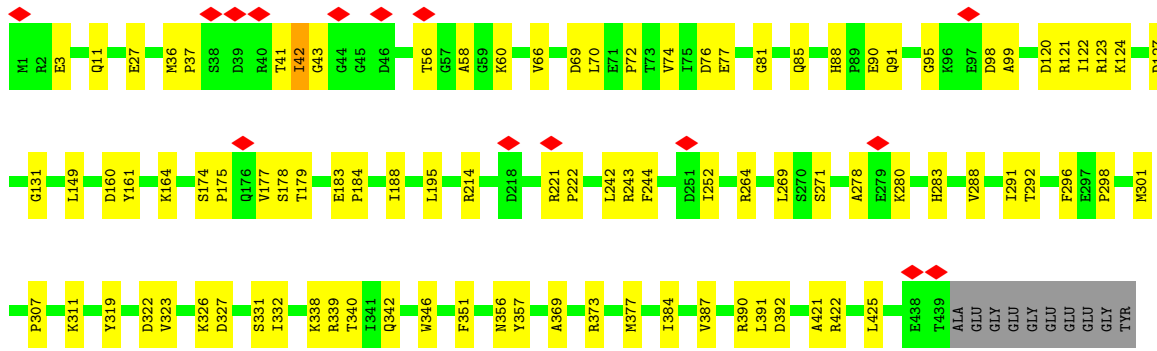 M1 R2 E3 Q11 E27 M36 P37 S38 D39 R40 T41 I42 G43 G44 G45 D46 T56 G57 A58 G59 K60 V66 D69 L70 E71 P72 T73 V74 I75 D76 E77 G81 Q85 H88 P89 E90 Q91 G95 K96 E97 D98 A99 D120 R121 I122 R123 K124
G131 L149 D160 Y161 K164 S174 P175 Q176 V177 S178 T179 E183 P184 I188 L195 R214 D218 R221 P222 L242 R243 F244 D251 I252 R264 L269 S270 S271 A278 E279 K280 H283 V288 I291 T292 F296 E297 P298 M301
P307 K311 Y319 D322 V323 K326 D327 S331 I332 K338 R339 T340 I341 Q342 W346 F351 N356 Y357 A369 R373 M377 I384 V387 R390 L391 D392 A421 R422 L425 E438 T439 ALA GLU GLY GLU GLY GLU GLU GLU GLY TYR